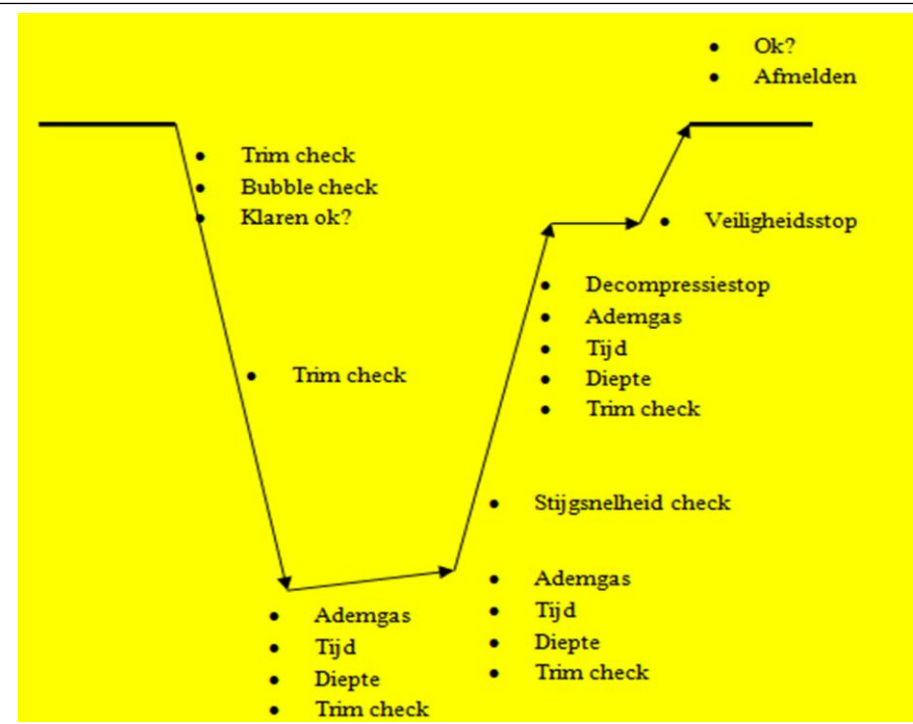 • Ok?
• Afmelden
• Trim check
• Bubble check
• Klaren ok?
• Trim check
• Ademgas
• Tijd
• Diepte
• Trim check
• Ademgas
• Tijd
• Diepte
• Trim check
• Stijgsnelheid check
• Decompressiestop
• Ademgas
• Tijd
• Diepte
• Trim check
• Veiligheidsstop